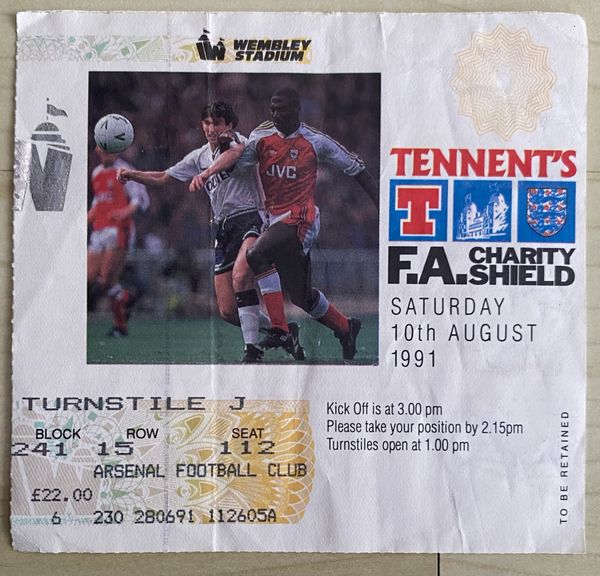 WEMBLEY
STADIUM
JVC
TENNENT'S
T
F.A. CHARITY
SHIELD
SATURDAY
10th AUGUST
1991
TURNSTILE J
BLOCK ROW SEAT
241 15 112
ARSENAL FOOTBALL CLUB
£22.00
6 230 280691 112605A
Kick Off is at 3.00 pm
Please take your position by 2.15pm
Turnstiles open at 1.00 pm
TO BE RETAINED